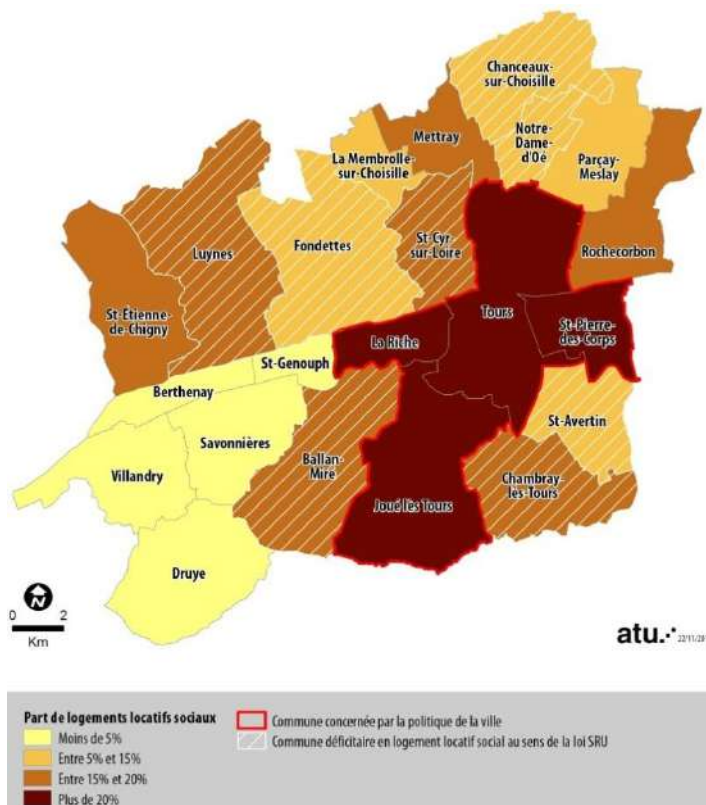 Chanceaux-
sur-Choisille
Mettray
Notre-
Dame-
d'Oé
La Membrolle-
sur-Choisille
Parçay-
Meslay
Luynes
Fondettes
St-Cyr-
sur-Loire
Rochecorbon
St-Étienne-
de-Chigny
Tours
La Riche
St-Pierre-
des-Corps
St-Genouph
Berthenay
Savonnières
St-Avertin
Villandry
Ballan-
Miré
Chambray-
lès-Tours
Joué lès Tours
Druye
N
0 2
Km
atu.
22/11/20
Part de logements locatifs sociaux
Moins de 5%
Entre 5% et 15%
Entre 15% et 20%
Plus de 20%
Commune concernée par la politique de la ville
Commune déficitaire en logement locatif social au sens de la loi SRU